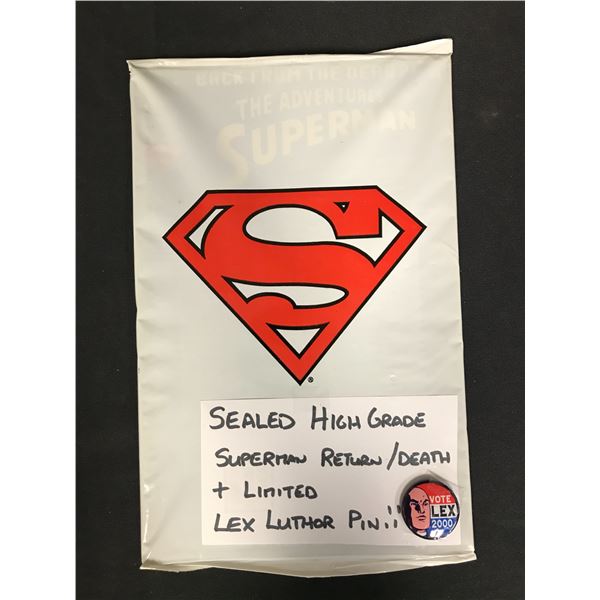 BACK FROM THE DEAD
THE ADVENTURES
SUPERMAN
S
®
SEALED HIGH GRADE
SUPERMAN RETURN/DEATH
+ LIMITED
LEX LUTHOR PIN!!
VOTE
LEX
2000